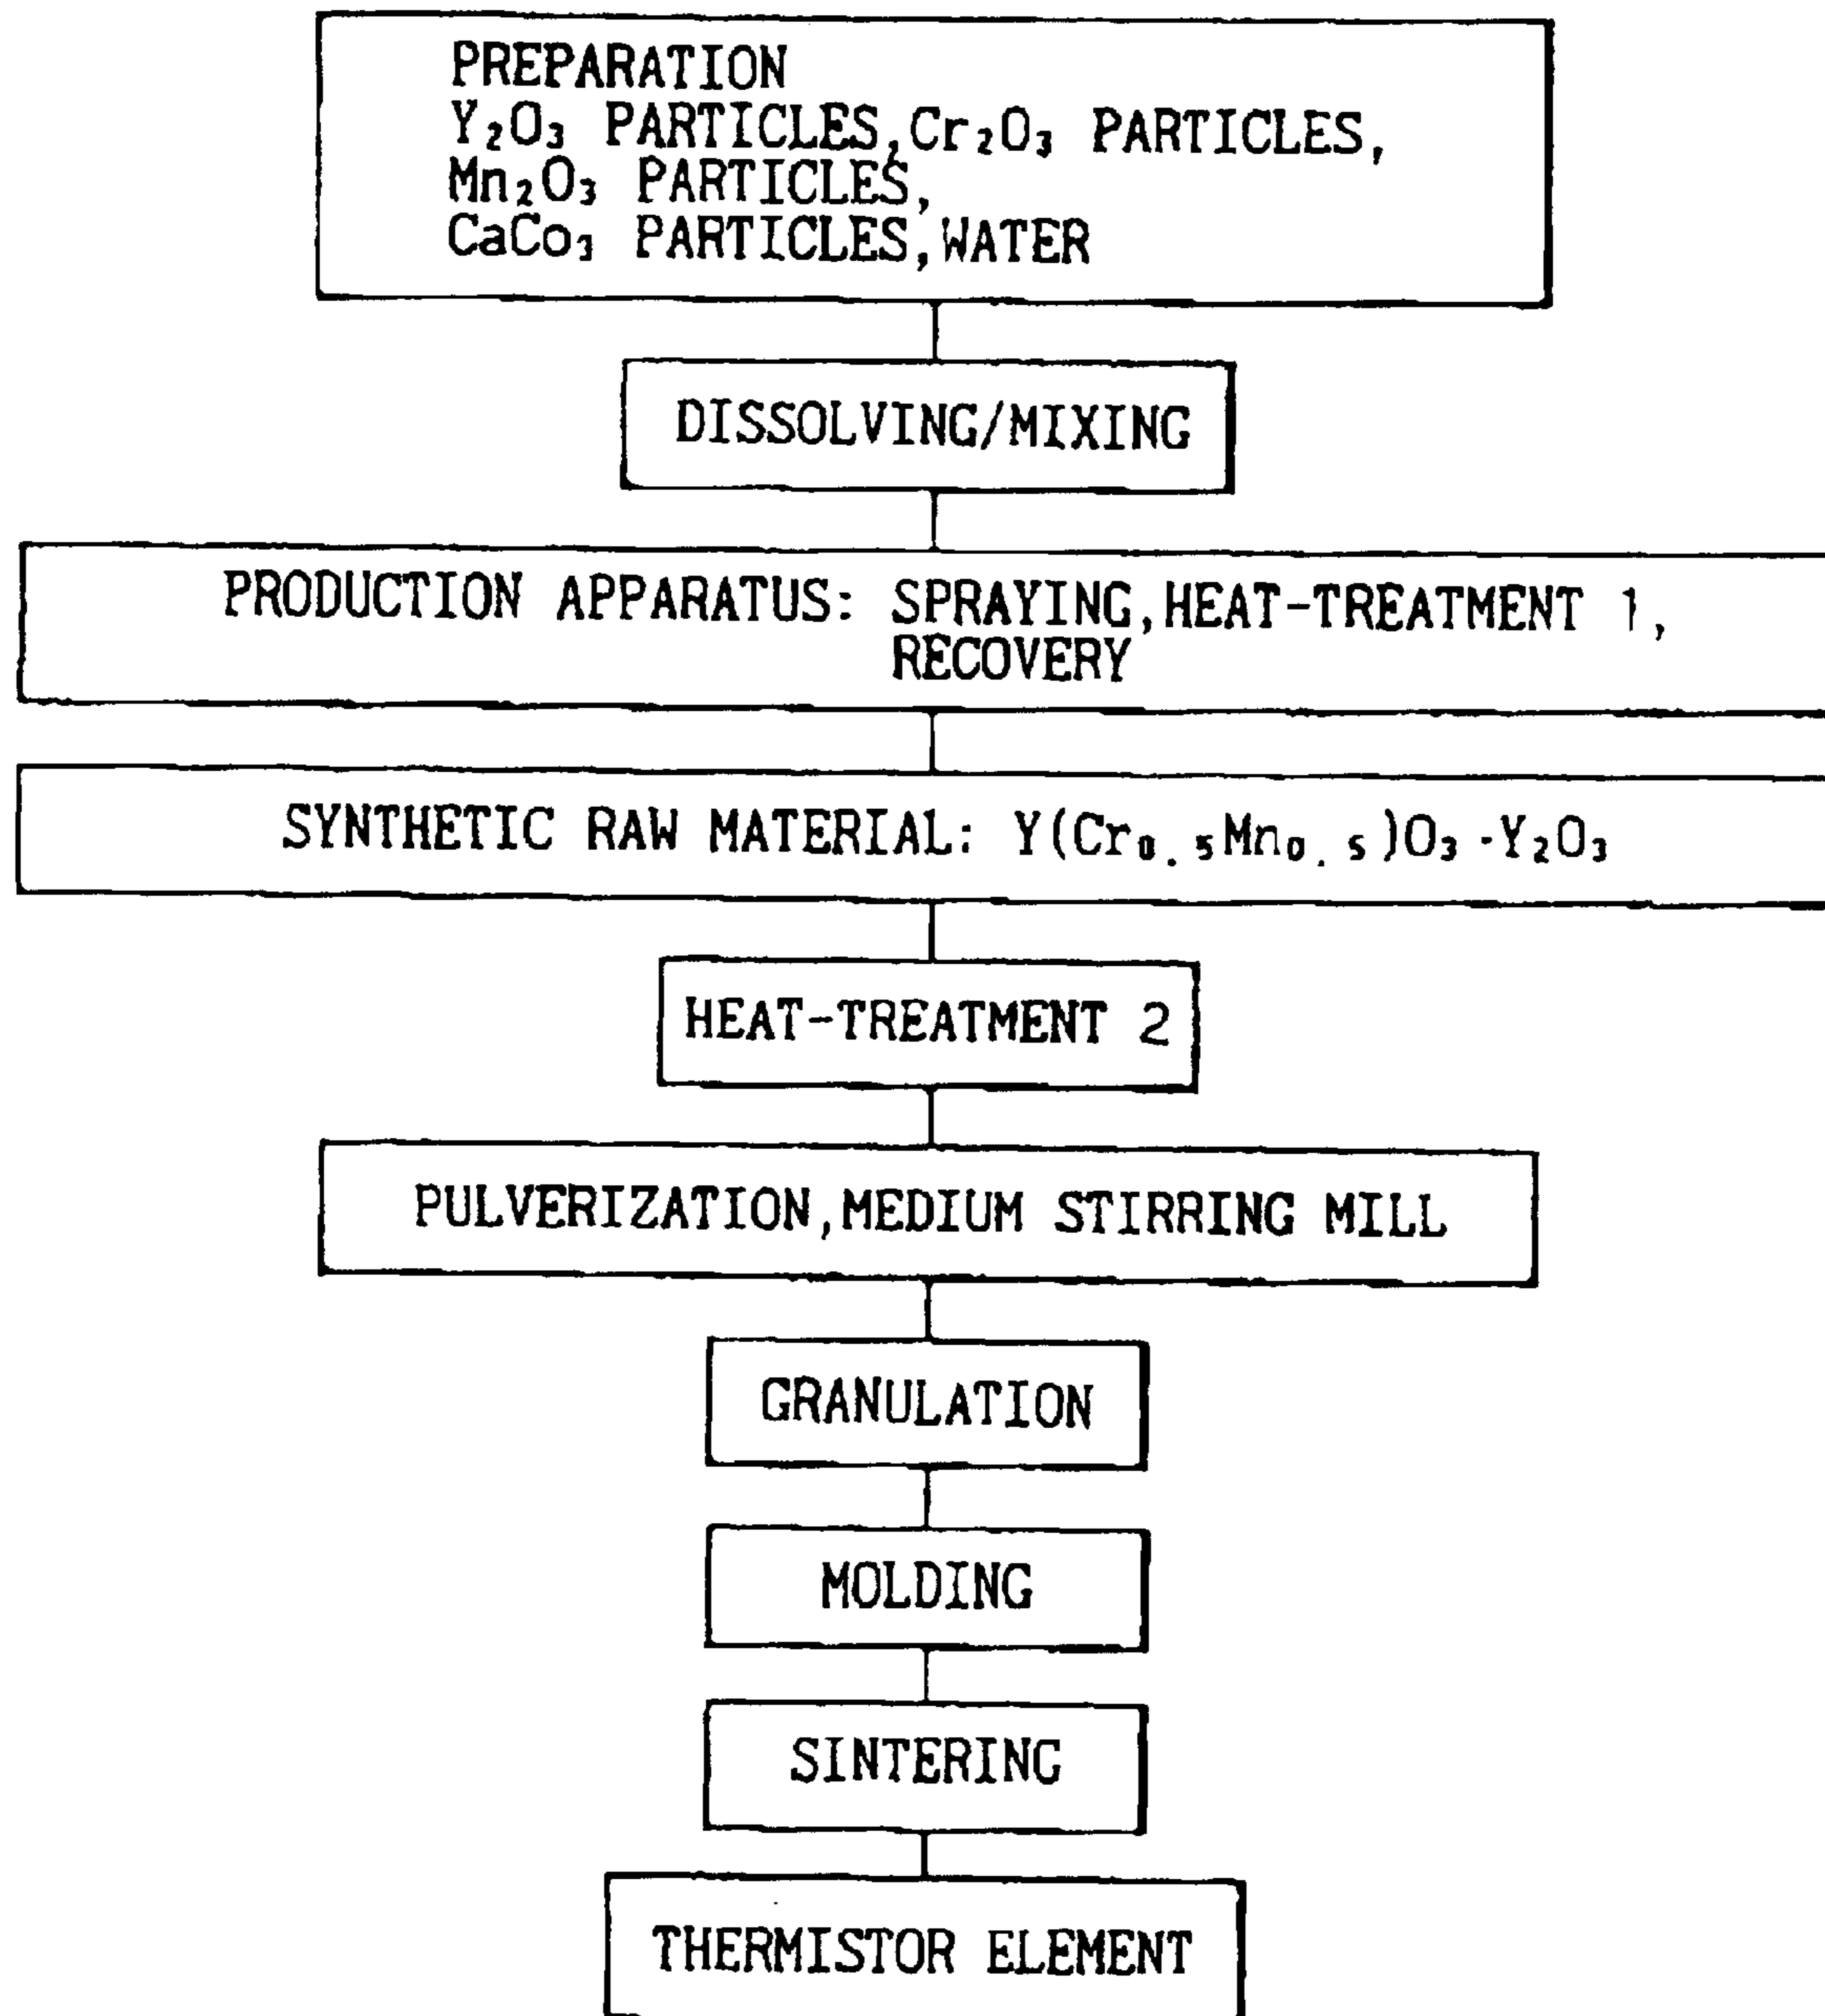 PREPARATION
Y₂O₃ PARTICLES,Cr₂O₃ PARTICLES,
Mn₂O₃ PARTICLES,
CaCo₃ PARTICLES,WATER
DISSOLVING/MIXING
PRODUCTION APPARATUS: SPRAYING,HEAT-TREATMENT 1,
RECOVERY
SYNTHETIC RAW MATERIAL: Y(Cr₀.₅Mn₀.₅)O₃·Y₂O₃
HEAT-TREATMENT 2
PULVERIZATION,MEDIUM STIRRING MILL
GRANULATION
MOLDING
SINTERING
THERMISTOR ELEMENT